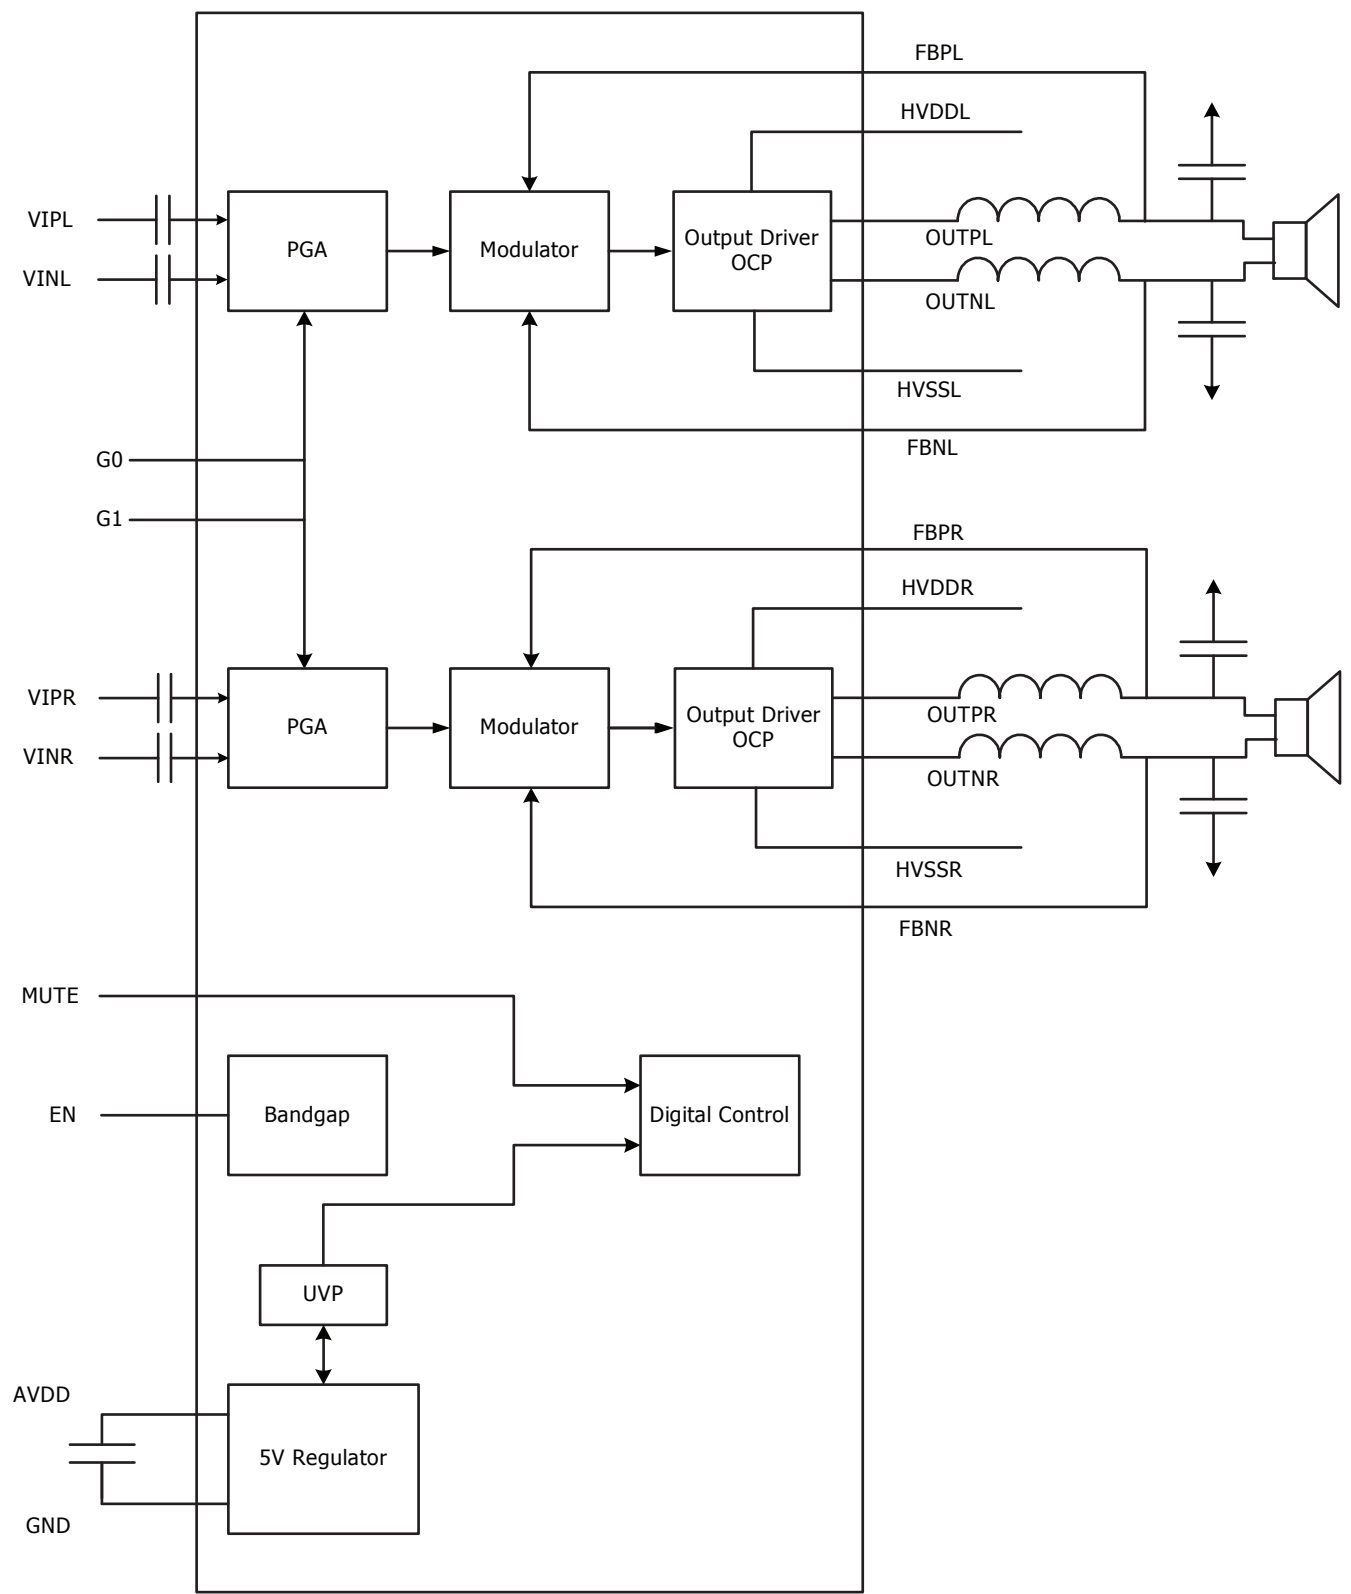 FBPL
HVDDL
VIPL
PGA
Modulator
Output Driver
OCP
OUTPL
VINL
OUTNL
HVSSL
FBNL
G0
G1
FBPR
HVDDR
VIPR
PGA
Modulator
Output Driver
OCP
OUTPR
VINR
OUTNR
HVSSR
FBNR
MUTE
EN
Bandgap
Digital Control
UVP
AVDD
5V Regulator
GND